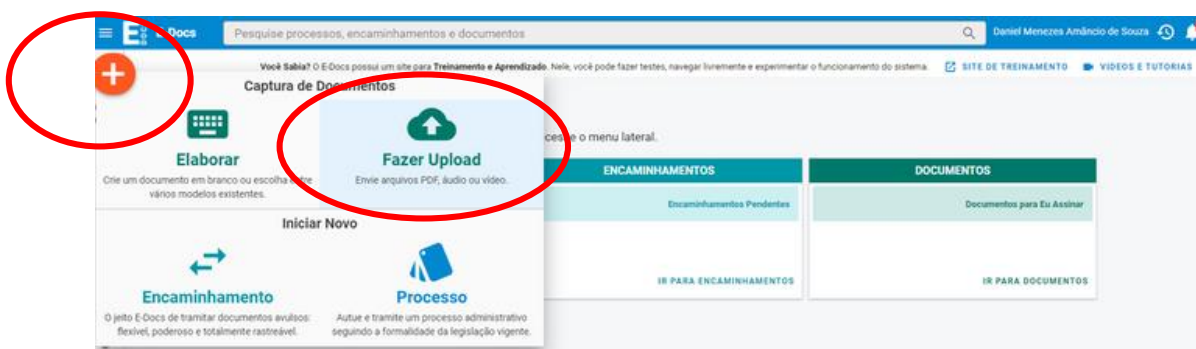 E-Docs
Pesquise processos, encaminhamentos e documentos
Daniel Menezes Amâncio de Souza
Você Sabia? O E-Docs possui um site para Treinamento e Aprendizado. Nele, você pode fazer testes, navegar livremente e experimentar o funcionamento do sistema.
SITE DE TREINAMENTO
VIDEOS E TUTORIAS
Captura de Documentos
Elaborar
Crie um documento em branco ou escolha entre
vários modelos existentes.
Fazer Upload
Envie arquivos PDF, áudio ou vídeo.
Iniciar Novo
Encaminhamento
O jeito E-Docs de tramitar documentos avulsos:
flexível, poderoso e totalmente rastreável.
Processo
Autue e tramite um processo administrativo
seguindo a formalidade da legislação vigente.
o menu lateral.
ENCAMINHAMENTOS
Encaminhamentos Pendentes
IR PARA ENCAMINHAMENTOS
DOCUMENTOS
Documentos para Eu Assinar
IR PARA DOCUMENTOS